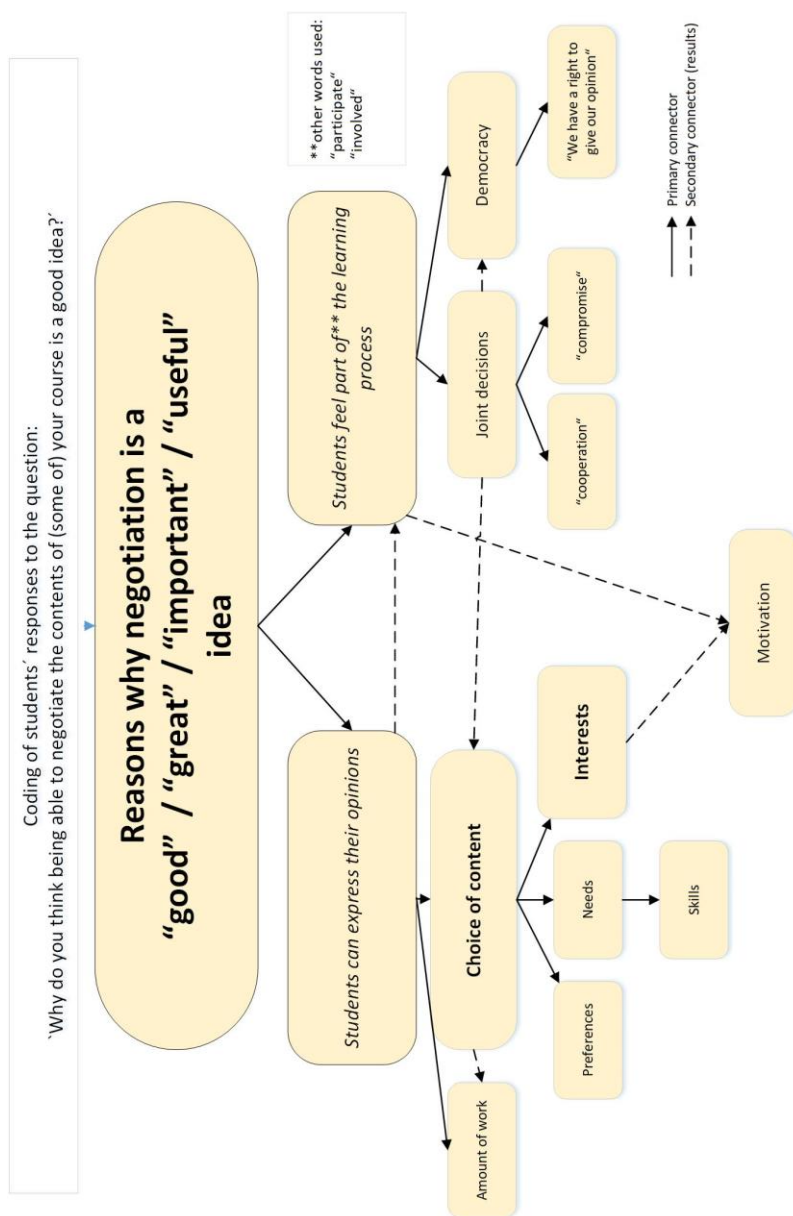 Coding of students´ responses to the question:
`Why do you think being able to negotiate the contents of (some of) your course is a good idea?´
Reasons why negotiation is a
“good” / “great” / “important” / “useful”
idea
Students can express their opinions
Students feel part of** the learning
process
**other words used:
“participate“
“involved“
Amount of work
Choice of content
Joint decisions
Democracy
Preferences
Needs
Interests
“cooperation“
“compromise“
“We have a right to
give our opinion“
Skills
Motivation
Primary connector
Secondary connector (results)